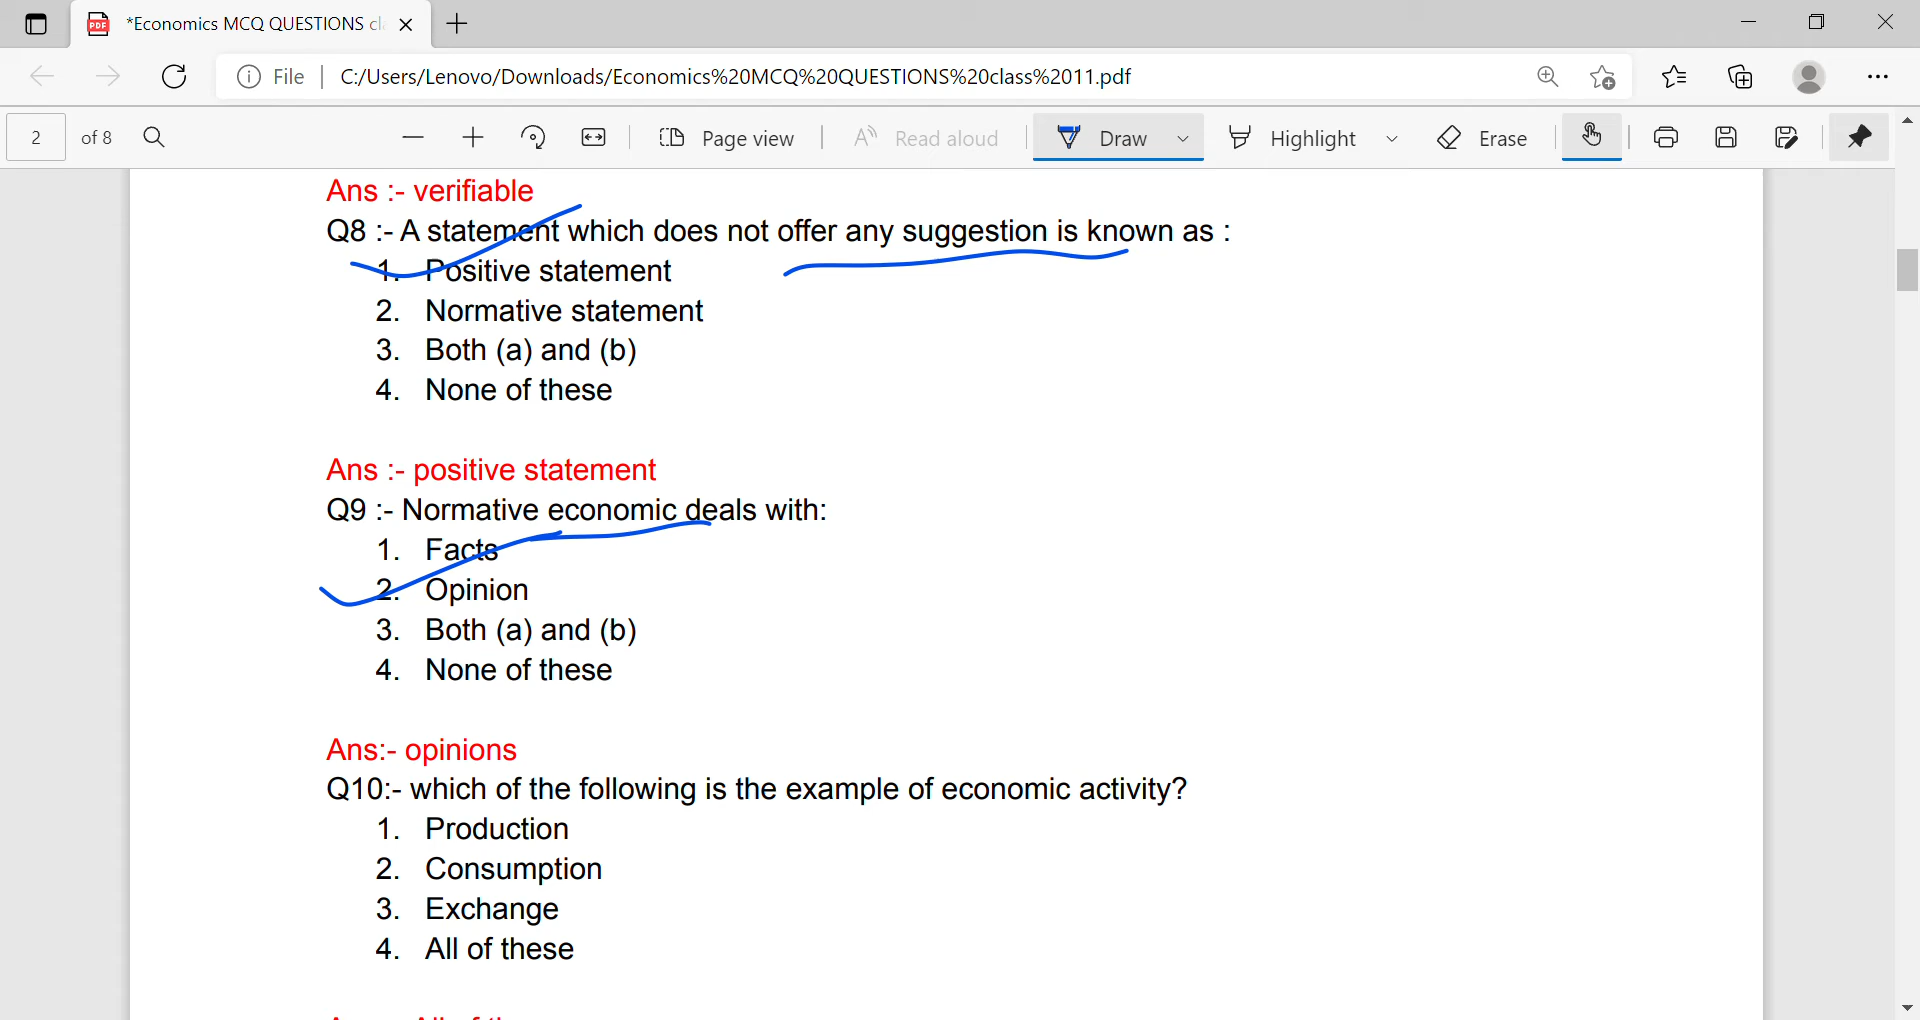 *Economics MCQ QUESTIONS cl
File
C:/Users/Lenovo/Downloads/Economics%20MCQ%20QUESTIONS%20class%2011.pdf
2 of 8
Page view
Read aloud
Draw
Highlight
Erase
Ans :- verifiable
Q8 :- A statement which does not offer any suggestion is known as :
1. Positive statement
2. Normative statement
3. Both (a) and (b)
4. None of these
Ans :- positive statement
Q9 :- Normative economic deals with:
1. Facts
2. Opinion
3. Both (a) and (b)
4. None of these
Ans:- opinions
Q10:- which of the following is the example of economic activity?
1. Production
2. Consumption
3. Exchange
4. All of these